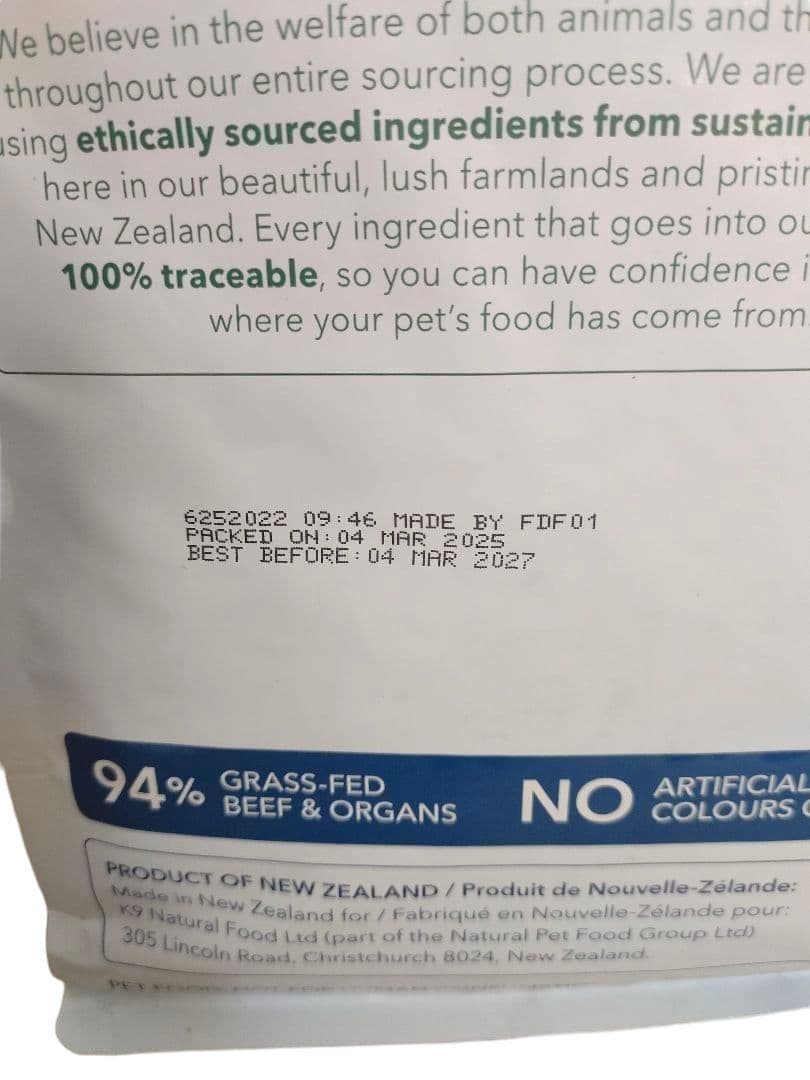 We believe in the welfare of both animals and
throughout our entire sourcing process. We are
using ethically sourced ingredients from
here in our beautiful, lush farmlands and
New Zealand. Every ingredient that goes into
100% traceable, so you can have confidence
where your pet's food has come from
6252022 09:46 MADE BY FDF01
PACKED ON: 04 MAR 2025
BEST BEFORE: 04 MAR 2027
94% GRASS-FED
BEEF & ORGANS
NO ARTIFICIAL
COLOURS
PRODUCT OF NEW ZEALAND / Produit de Nouvelle-Zélande:
Made in New Zealand for / Fabriqué en Nouvelle-Zélande pour:
K9 Natural Food Ltd (part of the Natural Pet Food Group Ltd)
305 Lincoln Road, Christchurch 8024, New Zealand.
PET